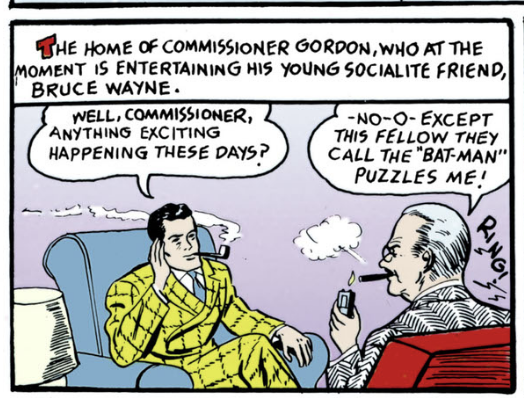 THE HOME OF COMMISSIONER GORDON, WHO AT THE
MOMENT IS ENTERTAINING HIS YOUNG SOCIALITE FRIEND,
BRUCE WAYNE.
WELL, COMMISSIONER,
ANYTHING EXCITING
HAPPENING THESE DAYS?
-NO-O- EXCEPT
THIS FELLOW THEY
CALL THE "BAT-MAN"
PUZZLES ME!
RING!